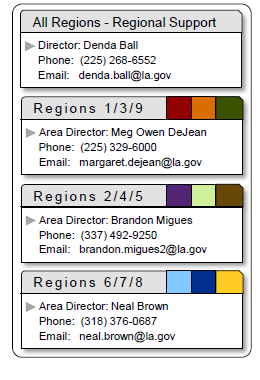 All Regions - Regional Support
Director: Denda Ball
Phone: (225) 268-6552
Email: denda.ball@la.gov
Regions 1/3/9
Area Director: Meg Owen DeJean
Phone: (225) 329-6000
Email: margaret.dejean@la.gov
Regions 2/4/5
Area Director: Brandon Migues
Phone: (337) 492-9250
Email: brandon.migues2@la.gov
Regions 6/7/8
Area Director: Neal Brown
Phone: (318) 376-0687
Email: neal.brown@la.gov